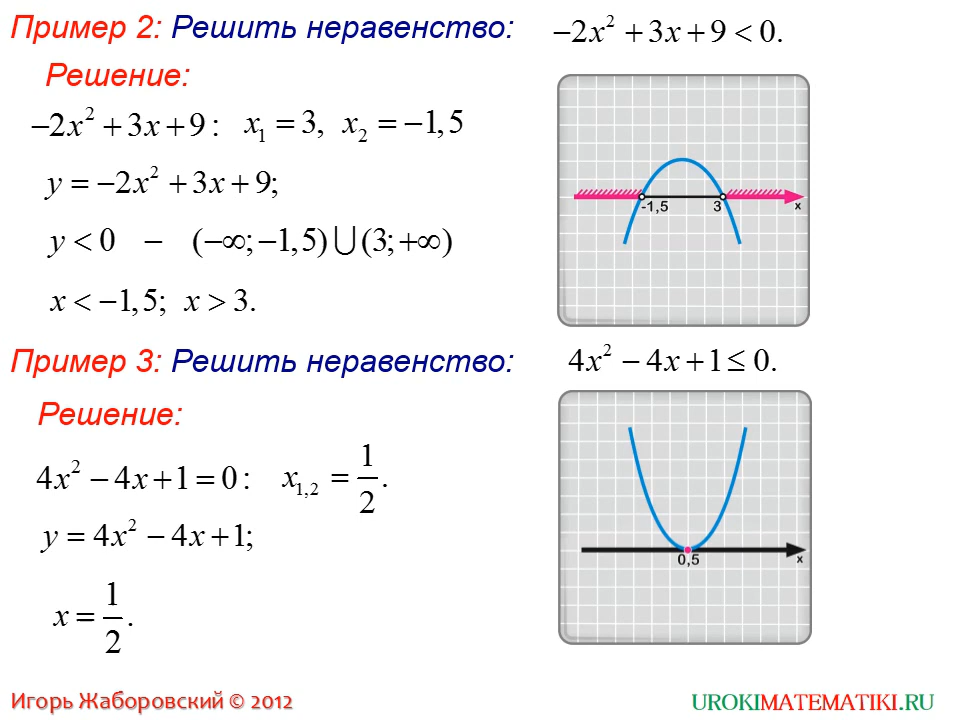 Пример 2: Решить неравенство: −2x² + 3x + 9 < 0.
Решение:
−2x² + 3x + 9 : x₁ = 3, x₂ = −1,5
y = −2x² + 3x + 9;
y < 0 − (−∞; −1,5) ⋃ (3; +∞)
x < −1,5; x > 3.
-1,5 3 x
Пример 3: Решить неравенство: 4x² − 4x + 1 ≤ 0.
Решение:
4x² − 4x + 1 = 0 : x₁,₂ = 1/2.
y = 4x² − 4x + 1;
x = 1/2.
0,5 x
Игорь Жаборовский © 2012
UROKIMATEMATIKI.RU